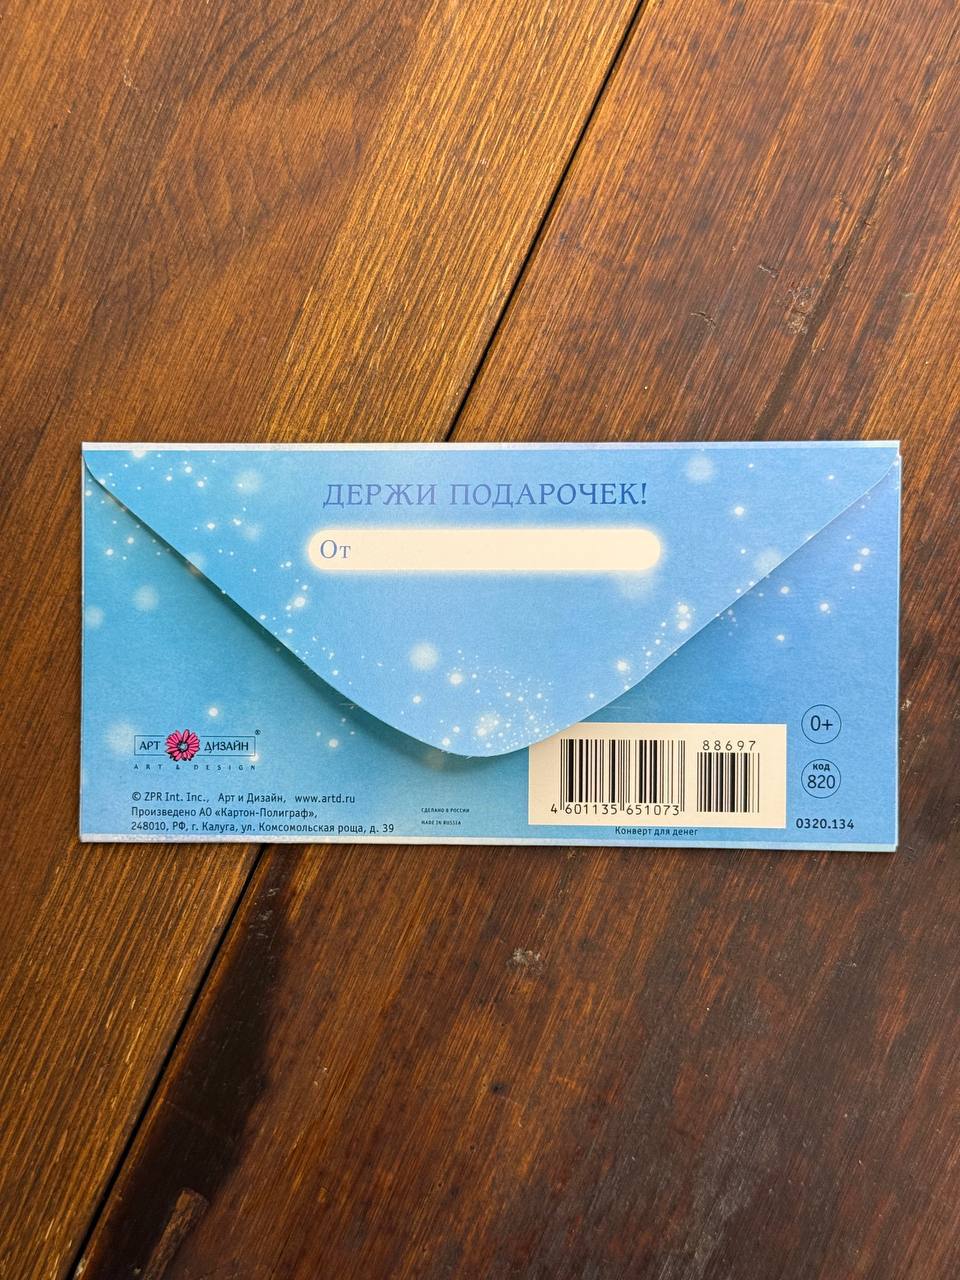 ДЕРЖИ ПОДАРОЧЕК!
От
АРТ ДИЗАЙН®
ART & DESIGN
© ZPR Int. Inc., Арт и Дизайн, www.artd.ru
Произведено АО «Картон-Полиграф»,
248010, РФ, г. Калуга, ул. Комсомольская роща, д. 39
СДЕЛАНО В РОССИИ
MADE IN RUSSIA
88697
4 601135 651073
Конверт для денег
0+
КОД
820
0320.134